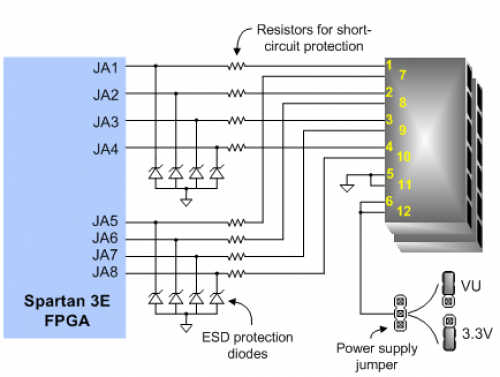 Resistors for short-
circuit protection
JA1
JA2
JA3
JA4
1
7
2
8
3
9
4
10
5
11
6
12
JA5
JA6
JA7
JA8
Spartan 3E
FPGA
ESD protection
diodes
Power supply
jumper
VU
3.3V